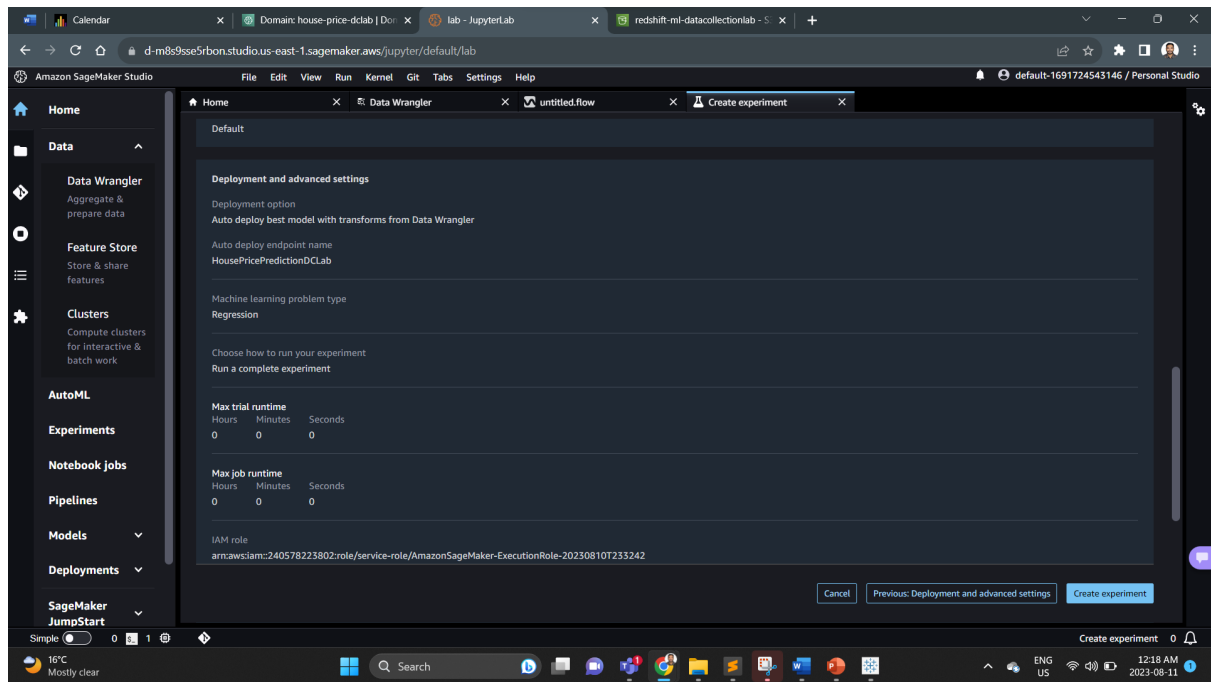 Calendar
Domain: house-price-dclab | Don
lab - JupyterLab
redshift-ml-datacollectionlab - S
d-m8s9sse5rbon.studio.us-east-1.sagemaker.aws/jupyter/default/lab
Amazon SageMaker Studio
File Edit View Run Kernel Git Tabs Settings Help
default-1691724543146 / Personal Studio
Home
Data
Data Wrangler
Aggregate &
prepare data
Feature Store
Store & share
features
Clusters
Compute clusters
for interactive &
batch work
AutoML
Experiments
Notebook jobs
Pipelines
Models
Deployments
SageMaker
JumpStart
Home
Data Wrangler
untitled.flow
Create experiment
Default
Deployment and advanced settings
Deployment option
Auto deploy best model with transforms from Data Wrangler
Auto deploy endpoint name
HousePricePredictionDCLab
Machine learning problem type
Regression
Choose how to run your experiment
Run a complete experiment
Max trial runtime
Hours Minutes Seconds
0 0 0
Max job runtime
Hours Minutes Seconds
0 0 0
IAM role
arn:aws:iam::240578223802:role/service-role/AmazonSageMaker-ExecutionRole-20230810T233242
Cancel
Previous: Deployment and advanced settings
Create experiment
Simple 0 1
Create experiment 0
16°C
Mostly clear
Search
ENG
US
12:18 AM
2023-08-11
1